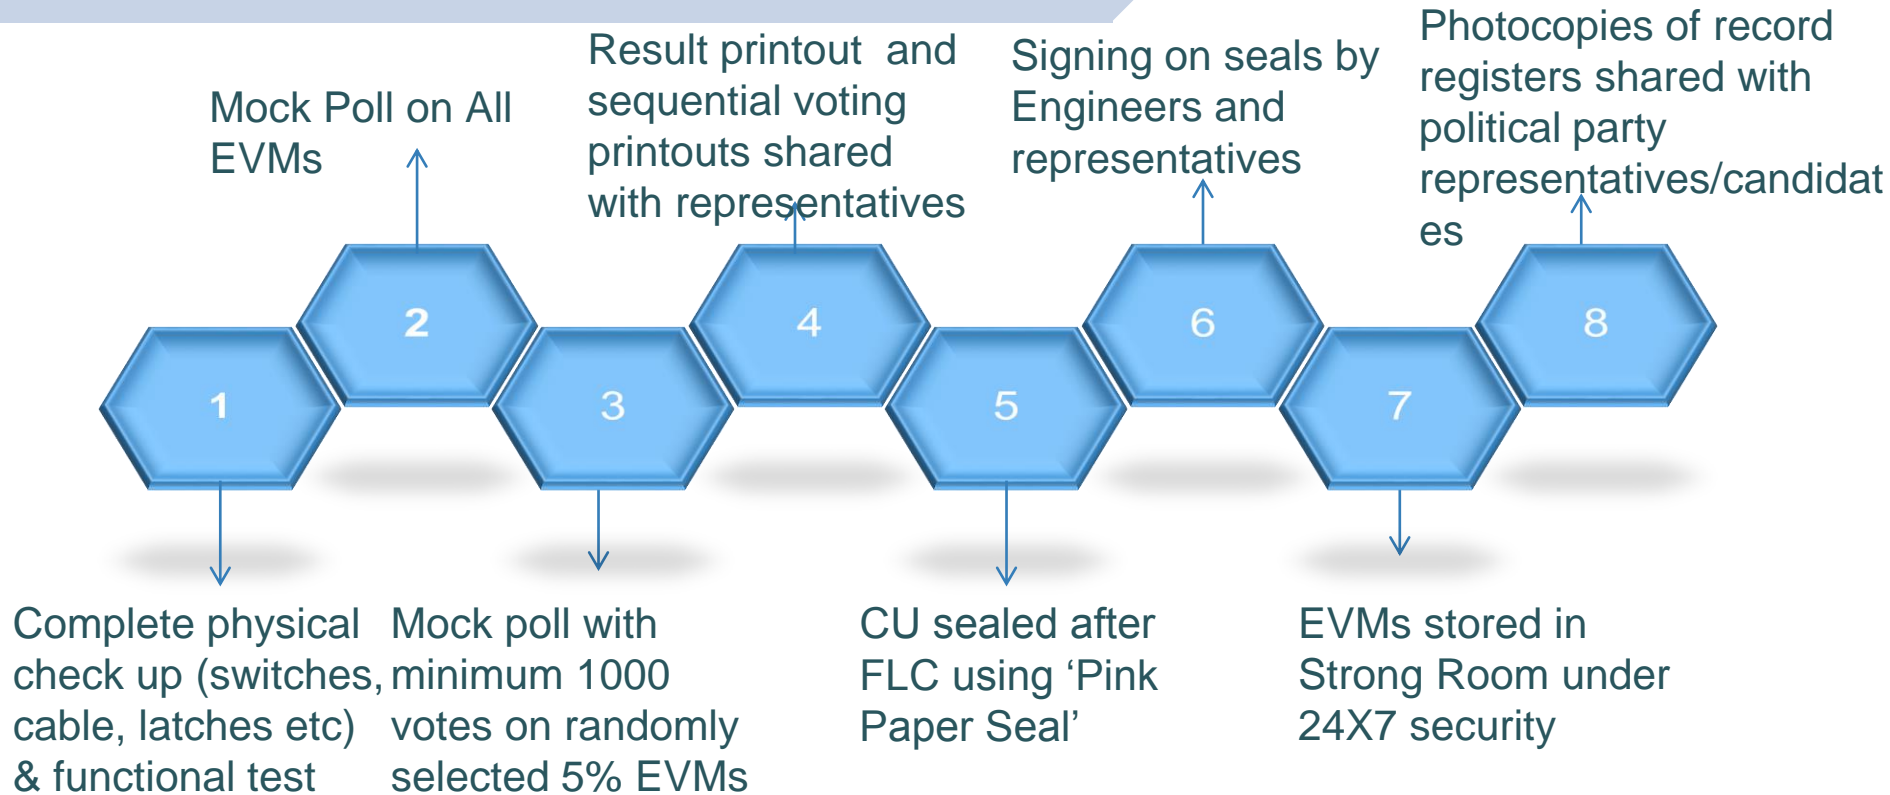 Mock Poll on All
EVMs
Result printout and
sequential voting
printouts shared
with representatives
Signing on seals by
Engineers and
representatives
Photocopies of record
registers shared with
political party
representatives/candidat
es
1
2
3
4
5
6
7
8
Complete physical
check up (switches,
cable, latches etc)
& functional test
Mock poll with
minimum 1000
votes on randomly
selected 5% EVMs
CU sealed after
FLC using ‘Pink
Paper Seal’
EVMs stored in
Strong Room under
24X7 security